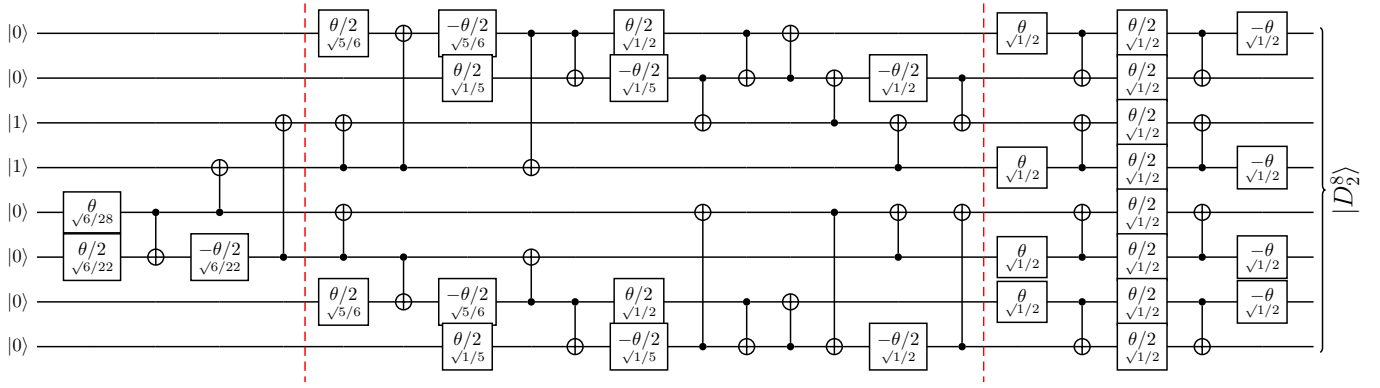 |0⟩ θ/2 √5/6 -θ/2 √5/6 θ/2 √1/2 θ √1/2 θ/2 √1/2 -θ √1/2
|0⟩ θ/2 √1/5 -θ/2 √1/5 -θ/2 √1/2 θ/2 √1/2
|1⟩ θ/2 √1/2
|1⟩ θ √1/2 θ/2 √1/2 -θ √1/2
|0⟩ θ √6/28 θ/2 √1/2
|0⟩ θ/2 √6/22 -θ/2 √6/22 θ √1/2 θ/2 √1/2 -θ √1/2
|0⟩ θ/2 √5/6 -θ/2 √5/6 θ/2 √1/2 θ √1/2 θ/2 √1/2 -θ √1/2
|0⟩ θ/2 √1/5 -θ/2 √1/5 -θ/2 √1/2 θ/2 √1/2
|D₂⁸⟩